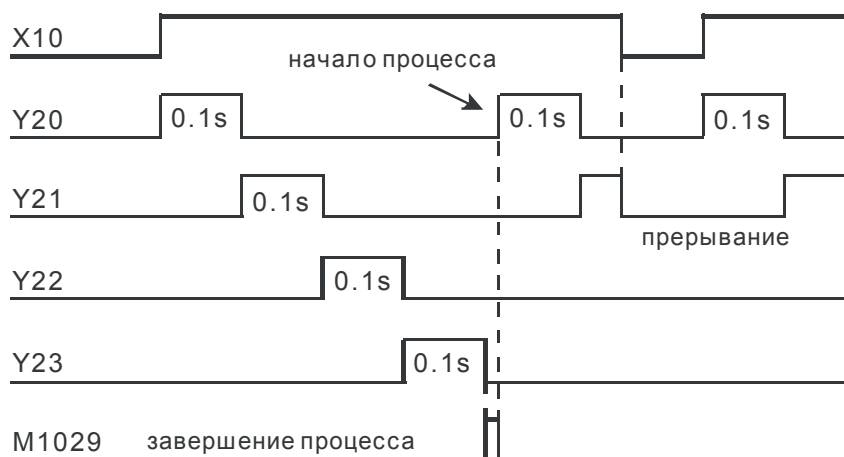 X10
начало процесса
Y20 0.1s 0.1s 0.1s
Y21 0.1s
прерывание
Y22 0.1s
Y23 0.1s
M1029 завершение процесса